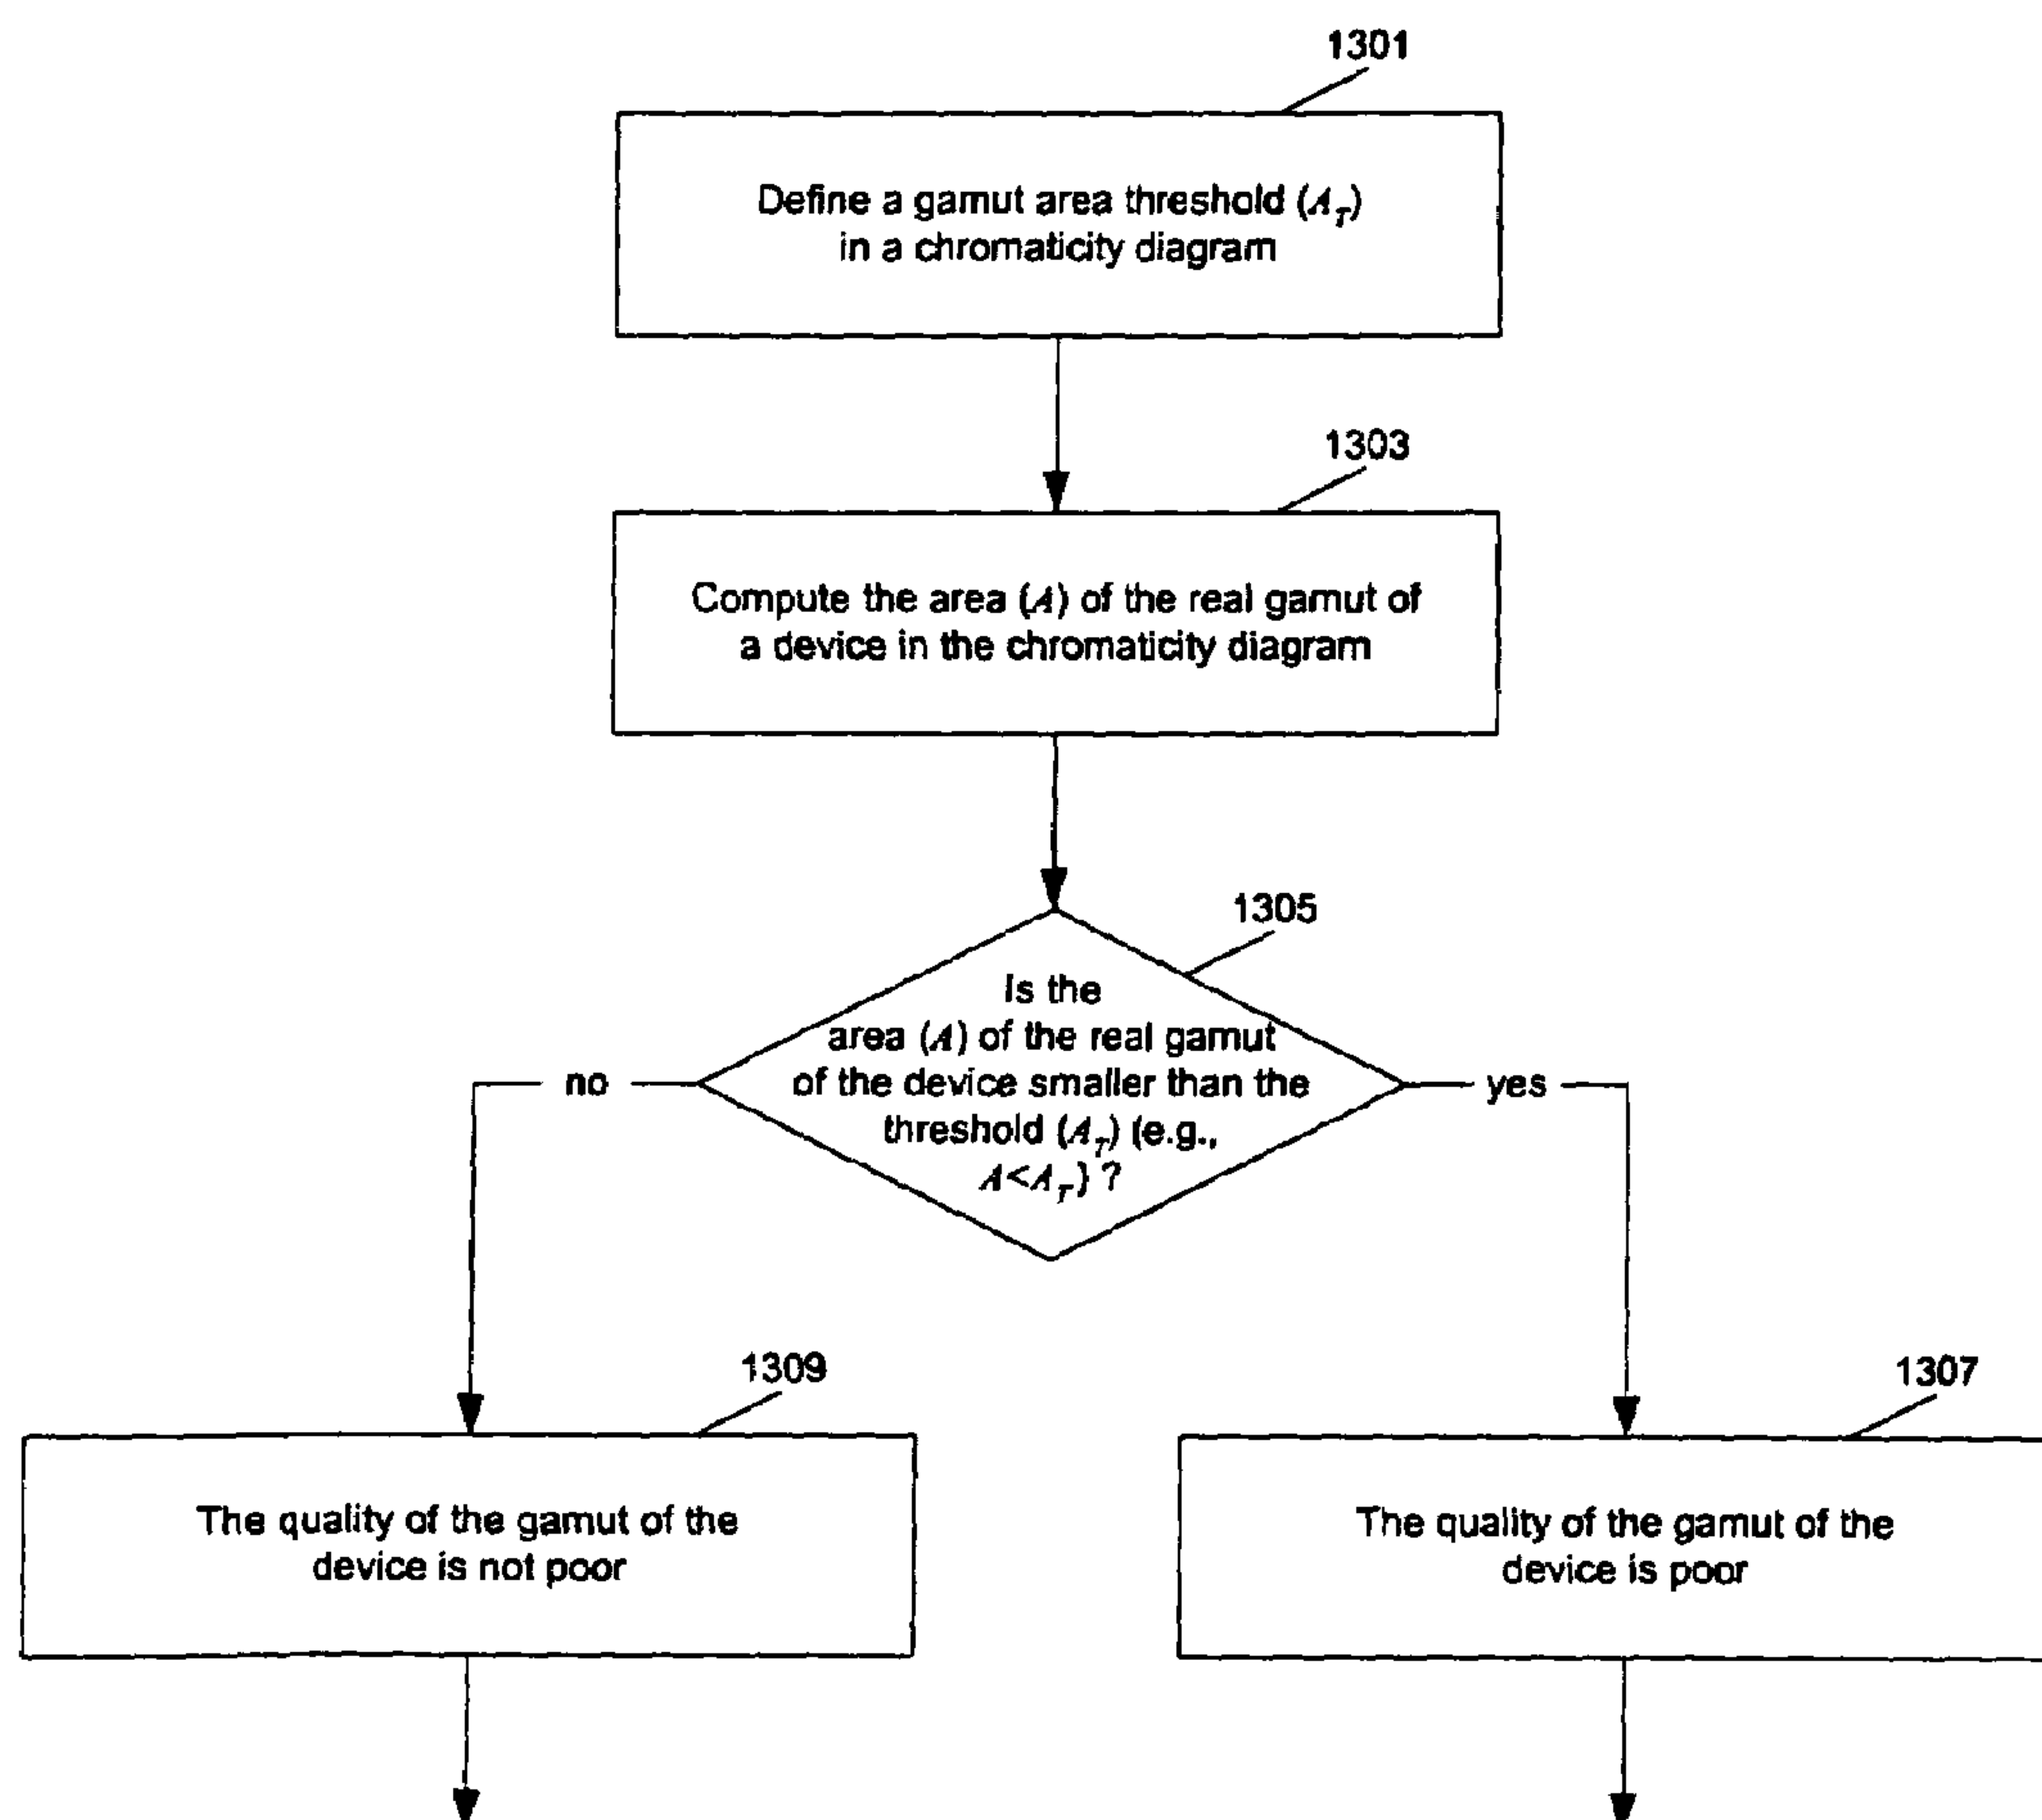 1301
Define a gamut area threshold (A_T)
in a chromaticity diagram
1303
Compute the area (A) of the real gamut of
a device in the chromaticity diagram
1305
Is the
area (A) of the real gamut
of the device smaller than the
threshold (A_T) (e.g.,
A<A_T) ?
no
yes
1309
The quality of the gamut of the
device is not poor
1307
The quality of the gamut of the
device is poor